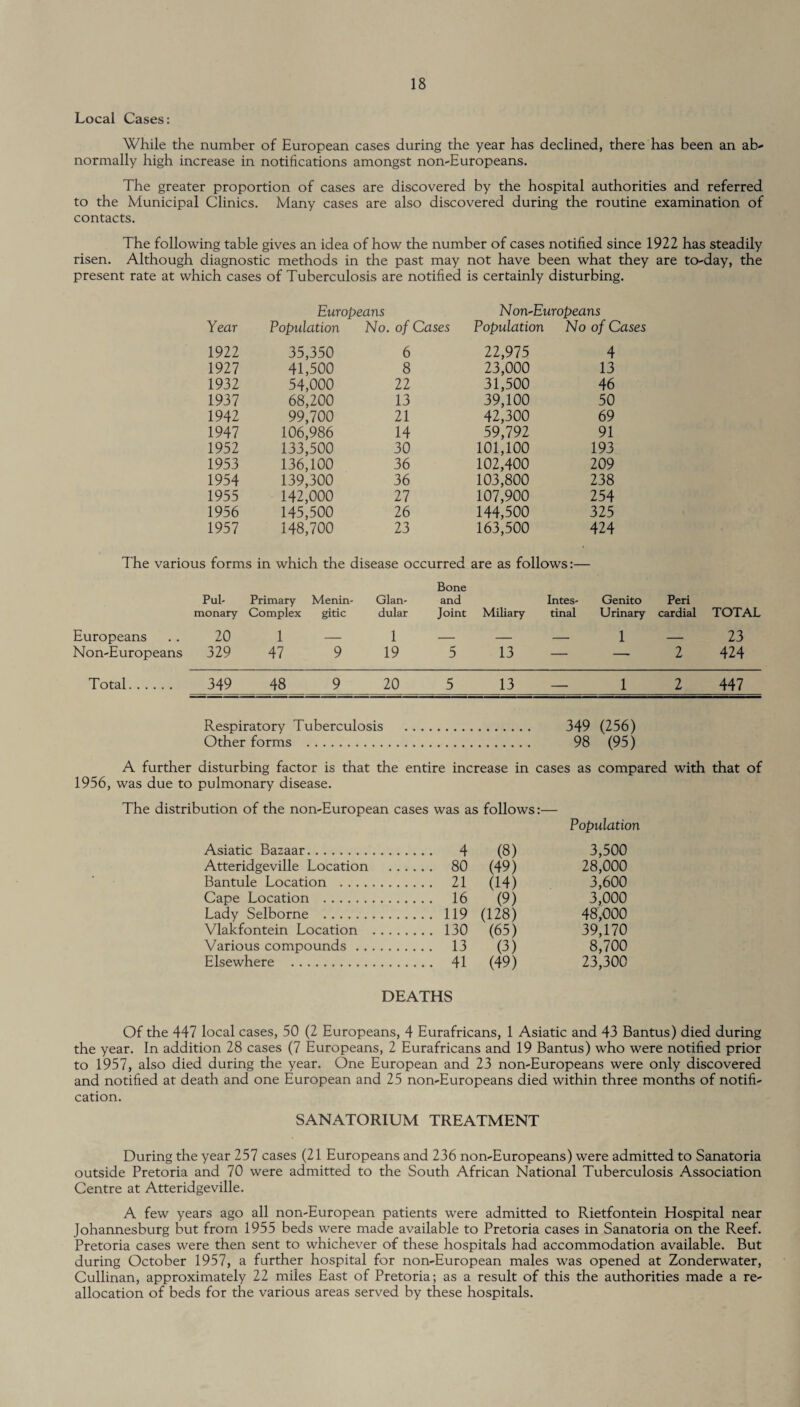 18
Local Cases:
While the number of European cases during the year has declined, there has been an ab-
normally high increase in notifications amongst non-Europeans.
The greater proportion of cases are discovered by the hospital authorities and referred
to the Municipal Clinics. Many cases are also discovered during the routine examination of
contacts.
The following table gives an idea of how the number of cases notified since 1922 has steadily
risen. Although diagnostic methods in the past may not have been what they are to-day, the
present rate at which cases of Tuberculosis are notified is certainly disturbing.
Europeans Non-Europeans
Year Population No. of Cases Population No of Cases
1922 35,350 6 22,975 4
1927 41,500 8 23,000 13
1932 54,000 22 31,500 46
1937 68,200 13 39,100 50
1942 99,700 21 42,300 69
1947 106,986 14 59,792 91
1952 133,500 30 101,100 193
1953 136,100 36 102,400 209
1954 139,300 36 103,800 238
1955 142,000 27 107,900 254
1956 145,500 26 144,500 325
1957 148,700 23 163,500 424
The various forms in which the disease occurred are as follows:—
Bone
Pul- Primary Menin- Glan- and Intes- Genito Peri
monary Complex gitic dular Joint Miliary tinal Urinary cardial TOTAL
Europeans .. 20 1 — 1 — — — 1 — 23
Non-Europeans 329 47 9 19 5 13 — — 2 424
Total...... 349 48 9 20 5 13 — 1 2 447
Respiratory Tuberculosis .................. 349 (256)
Other forms ............................... 98 (95)
A further disturbing factor is that the entire increase in cases as compared with that of
1956, was due to pulmonary disease.
The distribution of the non-European cases was as follows:—
Population
Asiatic Bazaar.................. 4 (8) 3,500
Atteridgeville Location ...... 80 (49) 28,000
Bantule Location ............. 21 (14) 3,600
Cape Location ............... 16 (9) 3,000
Lady Selborne ............... 119 (128) 48,000
Vlakfontein Location ......... 130 (65) 39,170
Various compounds ........... 13 (3) 8,700
Elsewhere ................... 41 (49) 23,300
DEATHS
Of the 447 local cases, 50 (2 Europeans, 4 Eurafricans, 1 Asiatic and 43 Bantus) died during
the year. In addition 28 cases (7 Europeans, 2 Eurafricans and 19 Bantus) who were notified prior
to 1957, also died during the year. One European and 23 non-Europeans were only discovered
and notified at death and one European and 25 non-Europeans died within three months of notifi-
cation.
SANATORIUM TREATMENT
During the year 257 cases (21 Europeans and 236 non-Europeans) were admitted to Sanatoria
outside Pretoria and 70 were admitted to the South African National Tuberculosis Association
Centre at Atteridgeville.
A few years ago all non-European patients were admitted to Rietfontein Hospital near
Johannesburg but from 1955 beds were made available to Pretoria cases in Sanatoria on the Reef.
Pretoria cases were then sent to whichever of these hospitals had accommodation available. But
during October 1957, a further hospital for non-European males was opened at Zonderwater,
Cullinan, approximately 22 miles East of Pretoria; as a result of this the authorities made a re-
allocation of beds for the various areas served by these hospitals.